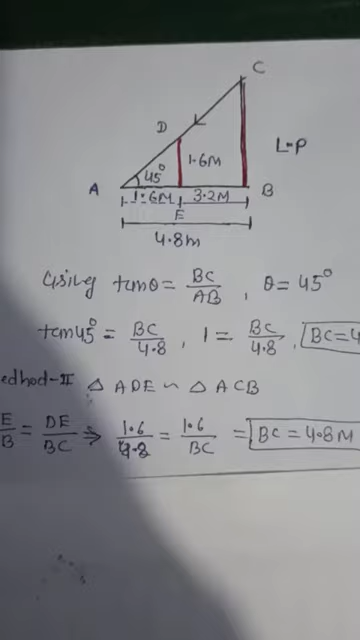 C
D
L-P
1.6M
45°
A
B
1.6M
3.2M
E
4.8m
Using tanθ = BC/AB , θ = 45°
tan45° = BC/4.8 , 1 = BC/4.8 , BC=4
ethod-II △ ADE ~ △ ACB
E/B = DE/BC ⇒ 1.6/4.8 = 1.6/BC = BC = 4.8M